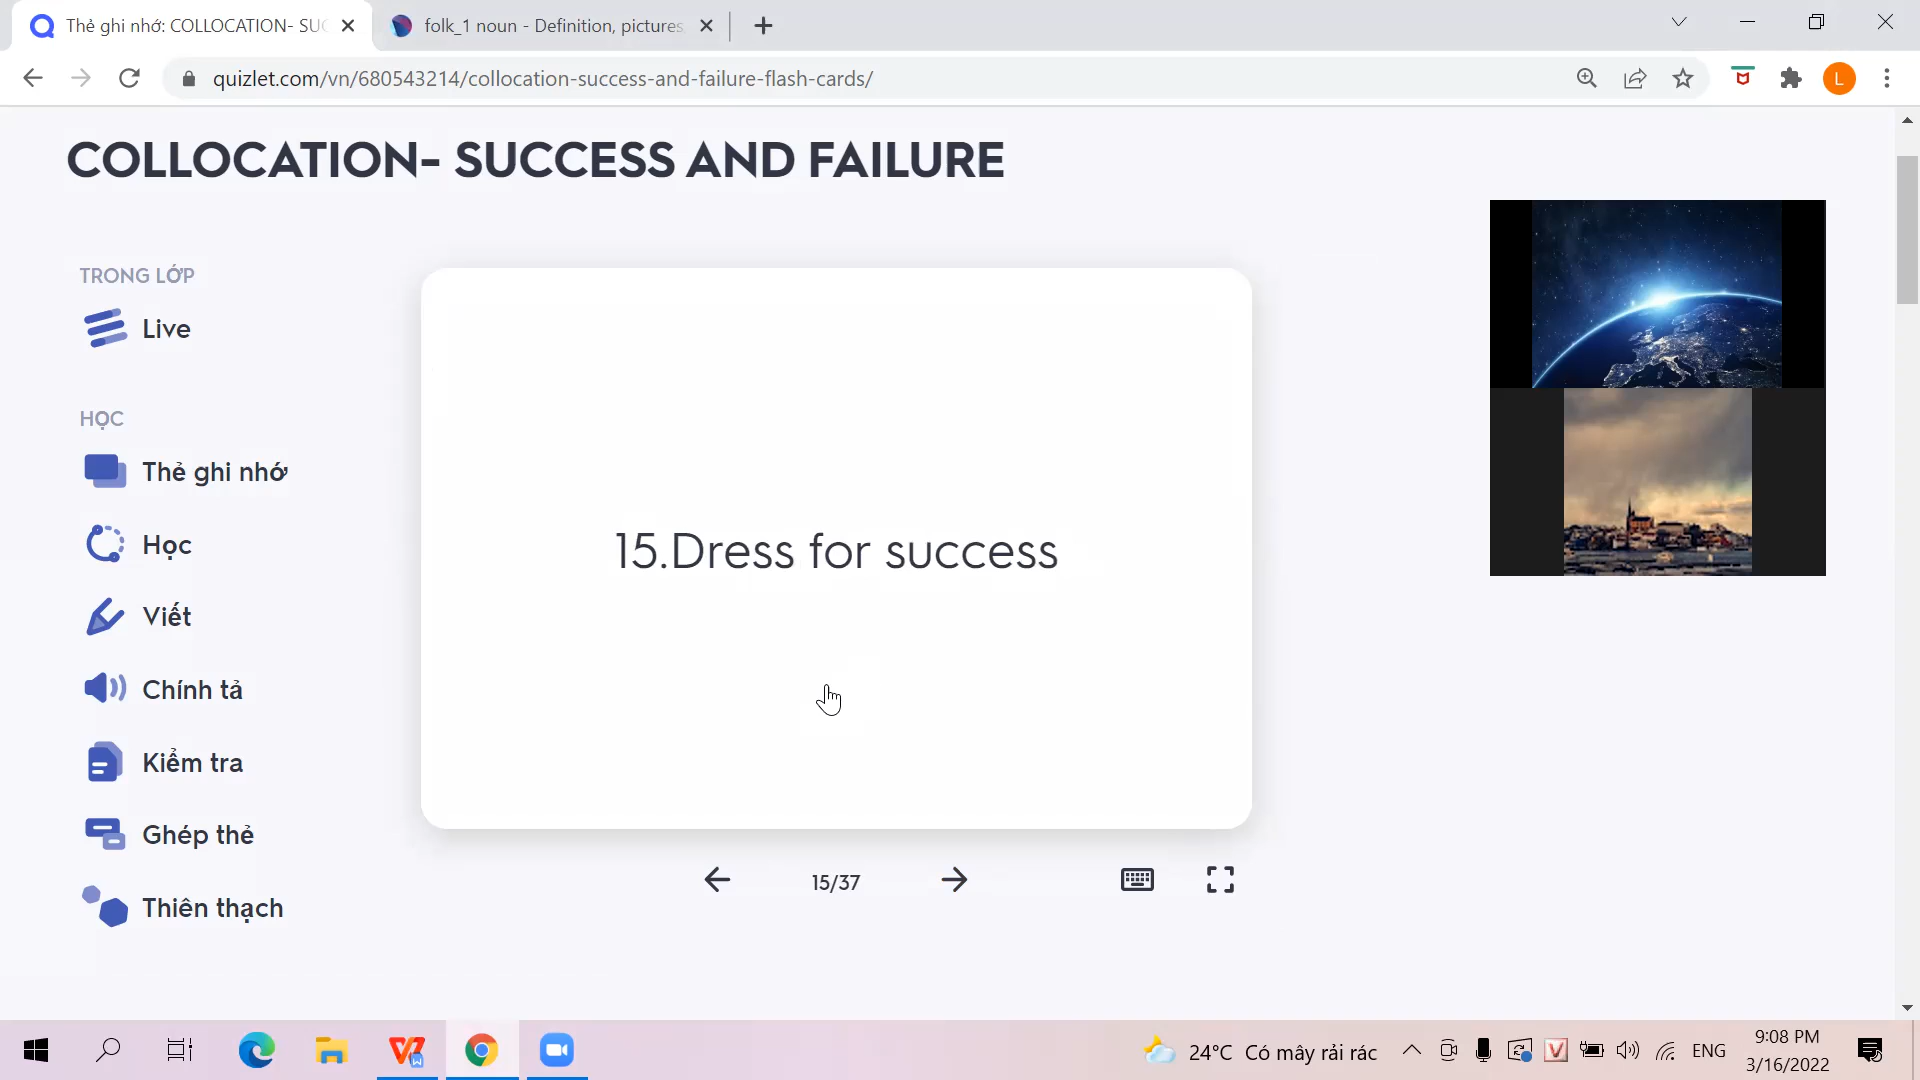 Thẻ ghi nhớ: COLLOCATION- SUC
folk_1 noun - Definition, pictures
quizlet.com/vn/680543214/collocation-success-and-failure-flash-cards/
L
COLLOCATION- SUCCESS AND FAILURE
TRONG LỚP
Live
HỌC
Thẻ ghi nhớ
Học
Viết
Chính tả
Kiểm tra
Ghép thẻ
Thiên thạch
15.Dress for success
15/37
24°C Có mây rải rác
ENG
9:08 PM
3/16/2022